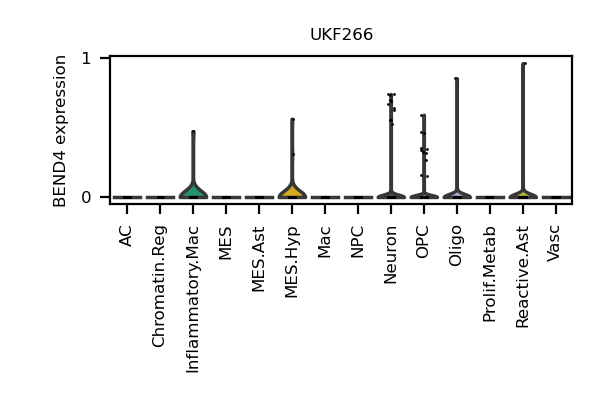 UKF266
BEND4 expression
1
0
AC
Chromatin.Reg
Inflammatory.Mac
MES
MES.Ast
MES.Hyp
Mac
NPC
Neuron
OPC
Oligo
Prolif.Metab
Reactive.Ast
Vasc